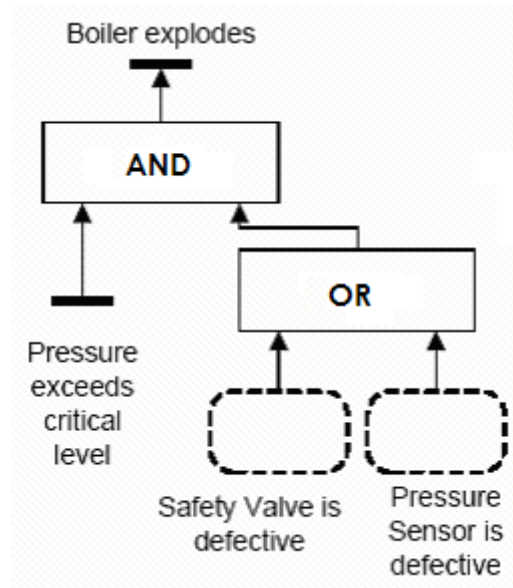 Boiler explodes
AND
OR
Pressure
exceeds
critical
level
Safety Valve is
defective
Pressure
Sensor is
defective